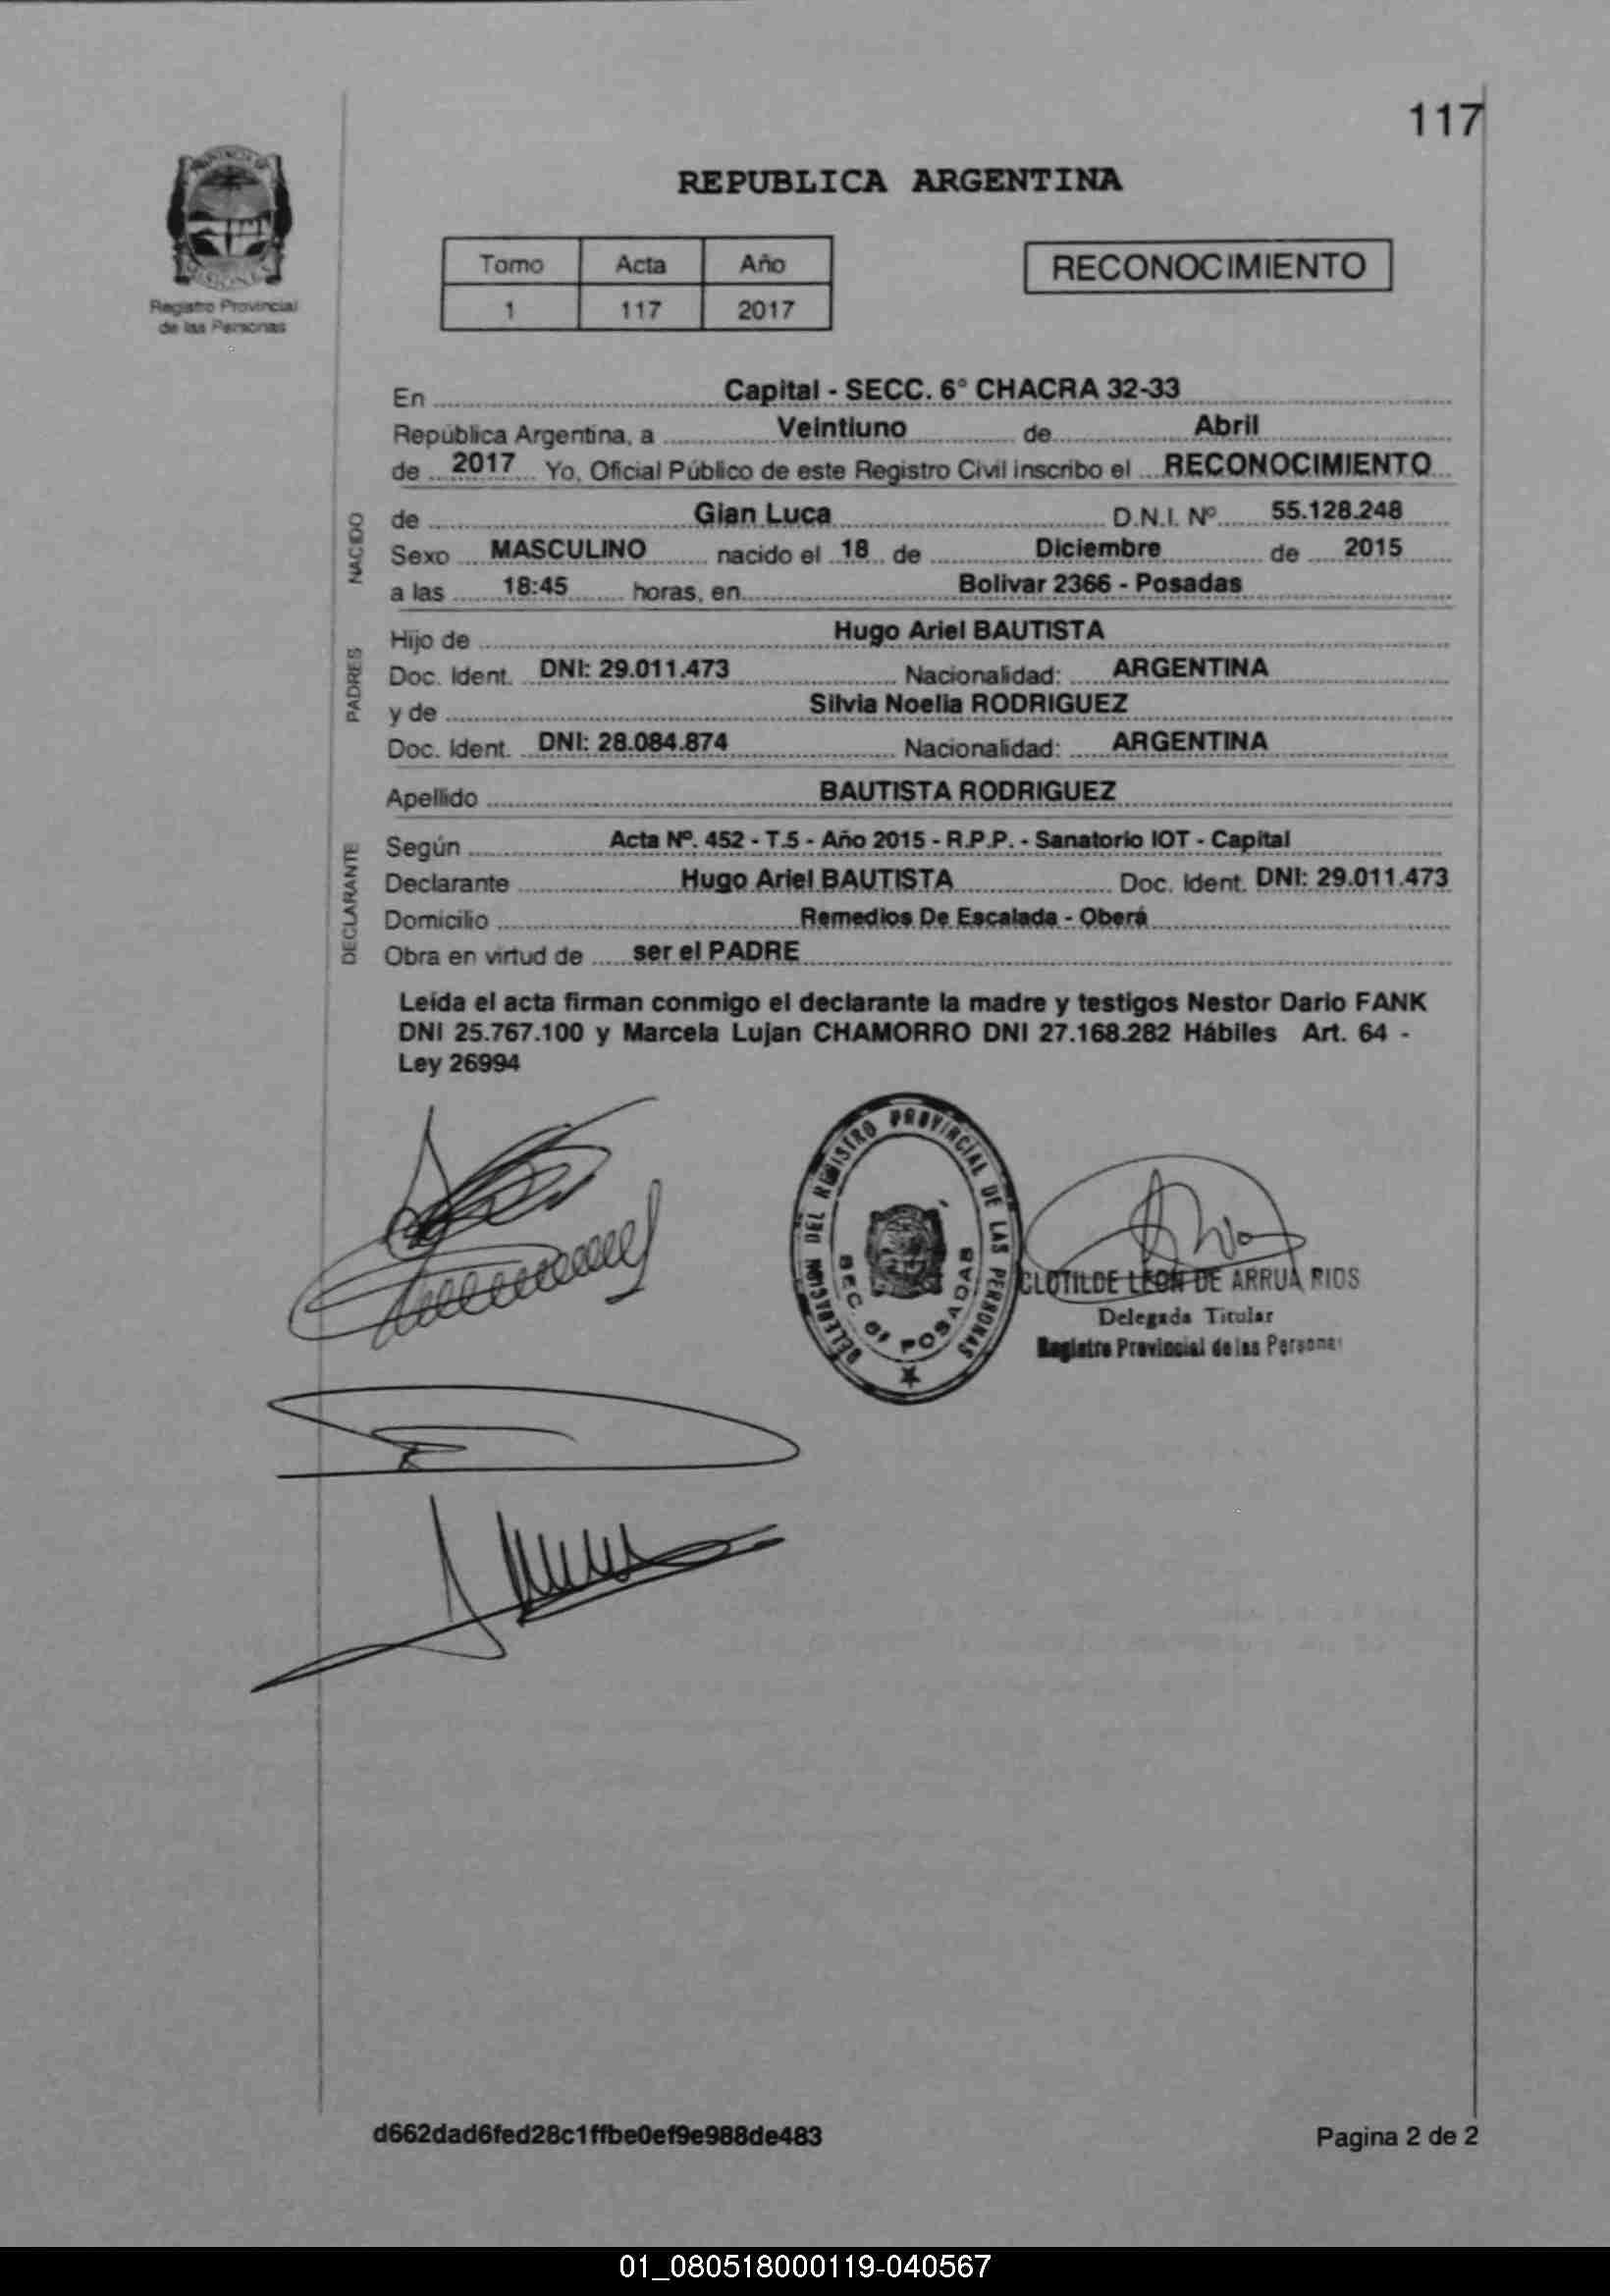 117
REPUBLICA ARGENTINA
Registro Provincial
de las Personas
Tomo Acta Año
1 117 2017
RECONOCIMIENTO
En Capital - SECC. 6° CHACRA 32-33
República Argentina, a Veintiuno de Abril
de 2017 Yo, Oficial Público de este Registro Civil inscribo el RECONOCIMIENTO
NACIDO
de Gian Luca D.N.I. Nº 55.128.248
Sexo MASCULINO nacido el 18 de Diciembre de 2015
a las 18:45 horas, en Bolivar 2366 - Posadas
PADRES
Hijo de Hugo Ariel BAUTISTA
Doc. Ident. DNI: 29.011.473 Nacionalidad: ARGENTINA
y de Silvia Noelia RODRIGUEZ
Doc. Ident. DNI: 28.084.874 Nacionalidad: ARGENTINA
Apellido BAUTISTA RODRIGUEZ
DECLARANTE
Según Acta Nº. 452 - T.5 - Año 2015 - R.P.P. - Sanatorio IOT - Capital
Declarante Hugo Ariel BAUTISTA Doc. Ident. DNI: 29.011.473
Domicilio Remedios De Escalada - Oberá
Obra en virtud de ser el PADRE
Leída el acta firman conmigo el declarante la madre y testigos Nestor Dario FANK
DNI 25.767.100 y Marcela Lujan CHAMORRO DNI 27.168.282 Hábiles Art. 64 -
Ley 26994
DELEGACION DEL REGISTRO PROVINCIAL DE LAS PERSONAS
SEC. 6ª POSADAS
CLOTILDE LEON DE ARRUA RIOS
Delegada Titular
Registro Provincial de las Personas
d662dad6fed28c1ffbe0ef9e988de483
Pagina 2 de 2
01_080518000119-040567